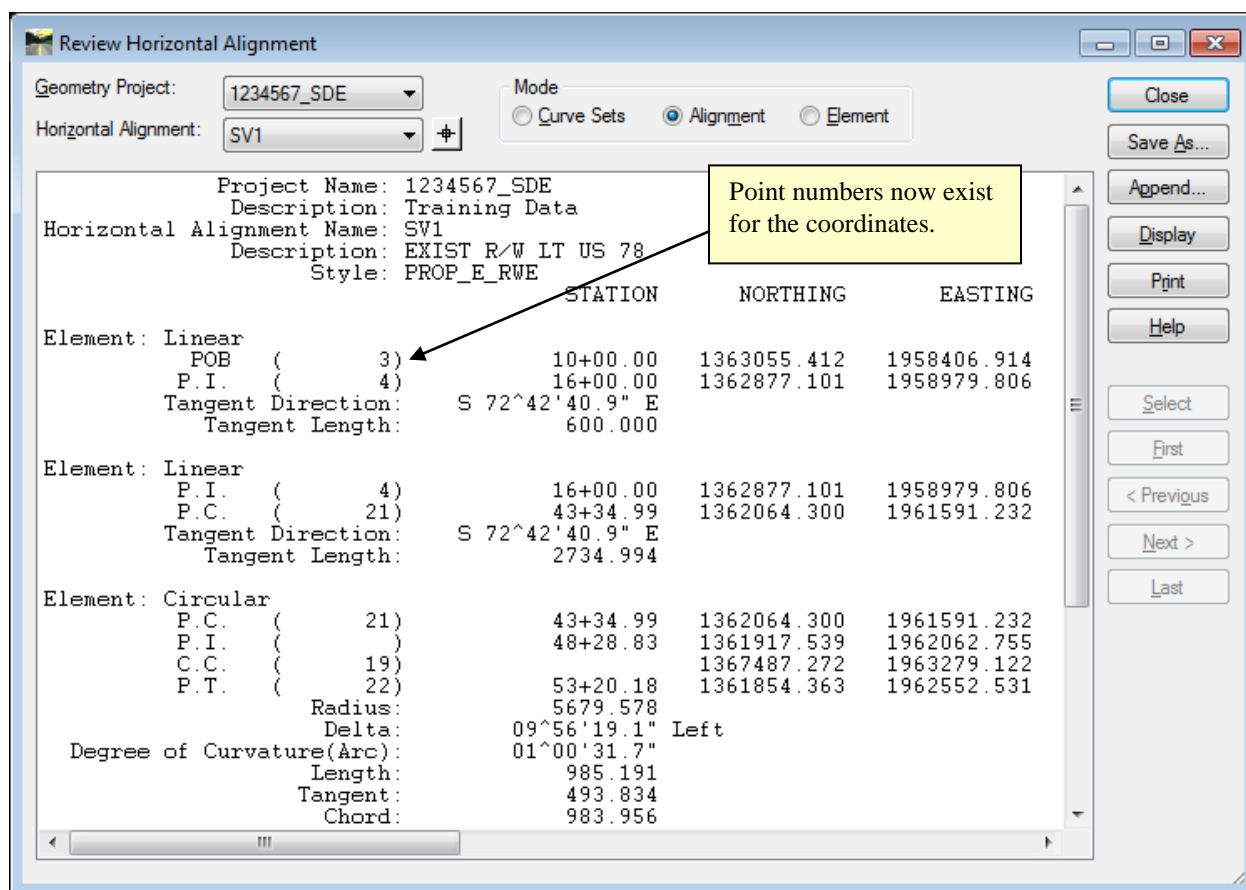 Review Horizontal Alignment
Geometry Project: 1234567_SDE
Horizontal Alignment: SV1
Mode
Curve Sets Alignment Element
Close
Save As...
Append...
Display
Print
Help
Select
First
< Previous
Next >
Last
Point numbers now exist
for the coordinates.
Project Name: 1234567_SDE
Description: Training Data
Horizontal Alignment Name: SV1
Description: EXIST R/W LT US 78
Style: PROP_E_RWE
STATION NORTHING EASTING
Element: Linear
POB ( 3) 10+00.00 1363055.412 1958406.914
P.I. ( 4) 16+00.00 1362877.101 1958979.806
Tangent Direction: S 72^42'40.9" E
Tangent Length: 600.000
Element: Linear
P.I. ( 4) 16+00.00 1362877.101 1958979.806
P.C. ( 21) 43+34.99 1362064.300 1961591.232
Tangent Direction: S 72^42'40.9" E
Tangent Length: 2734.994
Element: Circular
P.C. ( 21) 43+34.99 1362064.300 1961591.232
P.I. ( ) 48+28.83 1361917.539 1962062.755
C.C. ( 19) 1367487.272 1963279.122
P.T. ( 22) 53+20.18 1361854.363 1962552.531
Radius: 5679.578
Delta: 09^56'19.1" Left
Degree of Curvature(Arc): 01^00'31.7"
Length: 985.191
Tangent: 493.834
Chord: 983.956